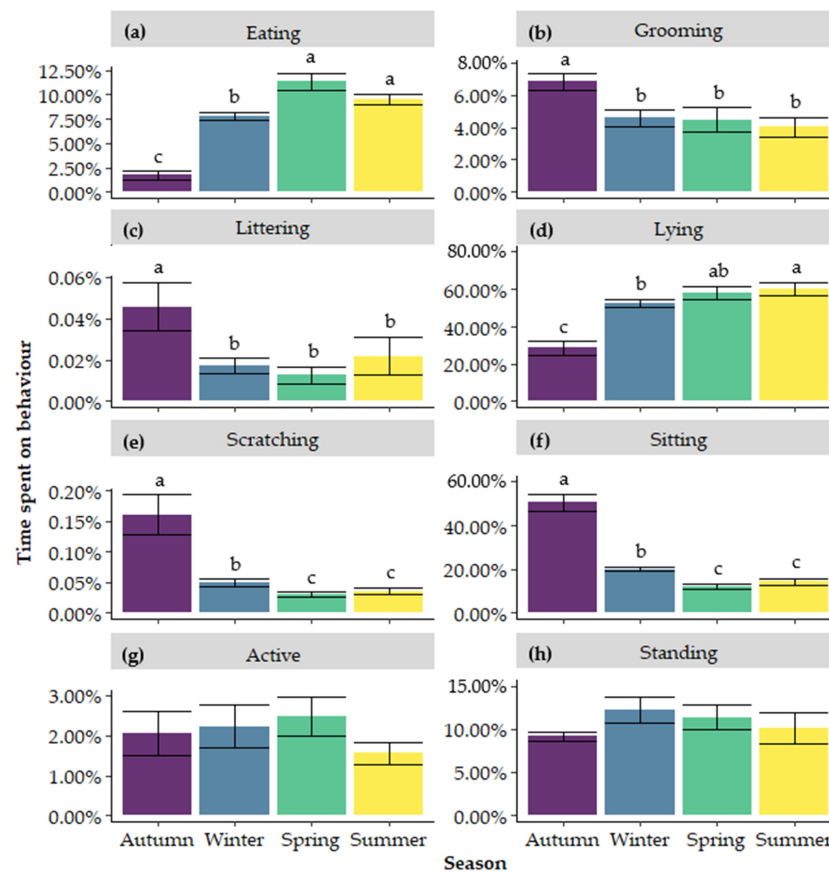 (a) Eating
12.50%
10.00%
7.50%
5.00%
2.50%
0.00%
c
b
a
a
(b) Grooming
8.00%
6.00%
4.00%
2.00%
0.00%
a
b
b
b
(c) Littering
0.06%
0.04%
0.02%
0.00%
a
b
b
b
(d) Lying
80.00%
60.00%
40.00%
20.00%
0.00%
c
b
ab
a
(e) Scratching
0.20%
0.15%
0.10%
0.05%
0.00%
a
b
c
c
(f) Sitting
60.00%
40.00%
20.00%
0.00%
a
b
c
c
(g) Active
3.00%
2.00%
1.00%
0.00%
(h) Standing
15.00%
10.00%
5.00%
0.00%
Autumn Winter Spring Summer
Autumn Winter Spring Summer
Season
Time spent on behaviour